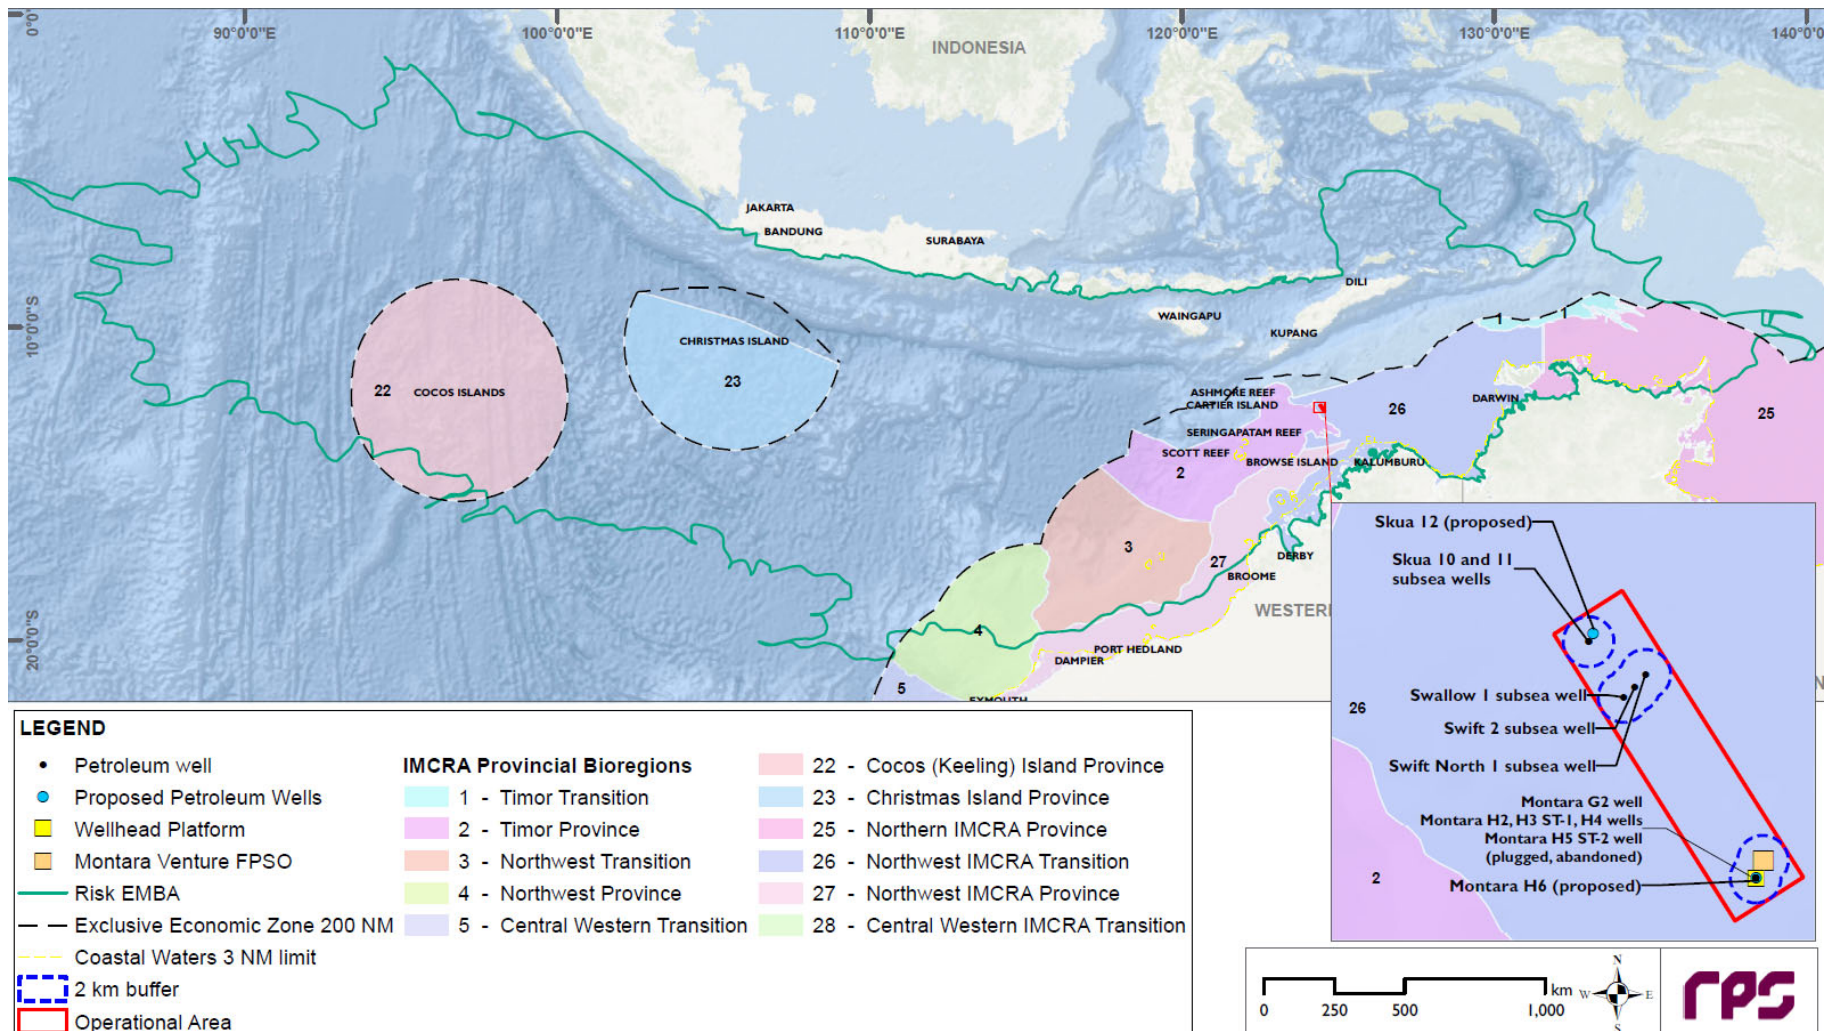 0°0'
90°0'0"E
100°0'0"E
110°0'0"E
120°0'0"E
130°0'0"E
140°0'0
INDONESIA
JAKARTA
BANDUNG
SURABAYA
DILI
10°0'0"S
WAINGAPU
KUPANG
1
1
CHRISTMAS ISLAND
23
22
COCOS ISLANDS
ASHMORE REEF
CARTIER ISLAND
26
DARWIN
25
SERINGAPATAM REEF
SCOTT REEF
BROWSE ISLAND
KALUMBURU
2
3
27
DERBY
BROOME
WESTERN
4
20°0'0"S
PORT HEDLAND
DAMPIER
5
EXMOUTH
N
Skua 12 (proposed)
Skua 10 and 11
subsea wells
Swallow 1 subsea well
26
Swift 2 subsea well
Swift North 1 subsea well
Montara G2 well
Montara H2, H3 ST-1, H4 wells
Montara H5 ST-2 well
(plugged, abandoned)
2
Montara H6 (proposed)
LEGEND
Petroleum well
Proposed Petroleum Wells
Wellhead Platform
Montara Venture FPSO
Risk EMBA
Exclusive Economic Zone 200 NM
Coastal Waters 3 NM limit
2 km buffer
Operational Area
IMCRA Provincial Bioregions
1 - Timor Transition
2 - Timor Province
3 - Northwest Transition
4 - Northwest Province
5 - Central Western Transition
22 - Cocos (Keeling) Island Province
23 - Christmas Island Province
25 - Northern IMCRA Province
26 - Northwest IMCRA Transition
27 - Northwest IMCRA Province
28 - Central Western IMCRA Transition
km
0 250 500 1,000
N
W E
S
rps